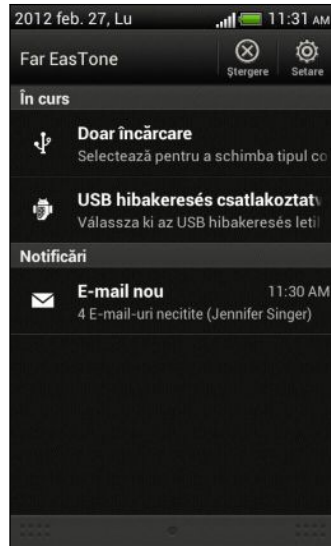 2012 feb. 27, Lu 11:31 AM
Far EasTone Ștergere Setare
În curs
Doar încărcare
Selectează pentru a schimba tipul co
USB hibakeresés csatlakoztatv
Válassza ki az USB hibakeresés letil
Notificări
E-mail nou 11:30 AM
4 E-mail-uri necitite (Jennifer Singer)